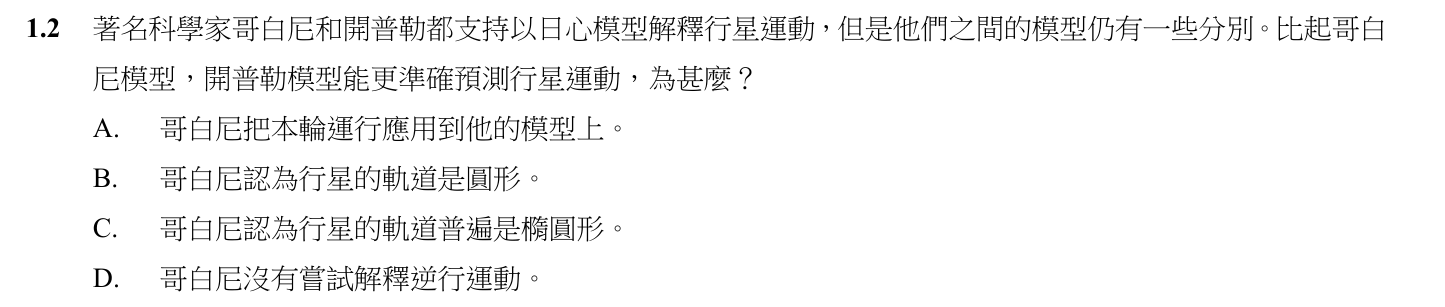 1.2 著名科學家哥白尼和開普勒都支持以日心模型解釋行星運動，但是他們之間的模型仍有一些分別。比起哥白
尼模型，開普勒模型能更準確預測行星運動，為甚麼？
A. 哥白尼把本輪運行應用到他的模型上。
B. 哥白尼認為行星的軌道是圓形。
C. 哥白尼認為行星的軌道普遍是橢圓形。
D. 哥白尼沒有嘗試解釋逆行運動。